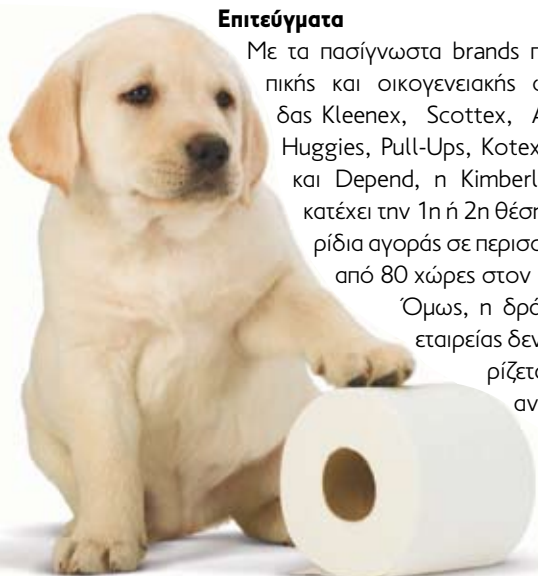 Επιτεύγματα
Με τα πασίγνωστα brands π
πικής και οικογενειακής
δας Kleenex, Scottex, A
Huggies, Pull-Ups, Kotex
και Depend, η Kimberl
κατέχει την 1η ή 2η θέση
ρίδια αγοράς σε περισσ
από 80 χώρες στον
Όμως, η δρά
εταιρείας δεν
ρίζετα
αν